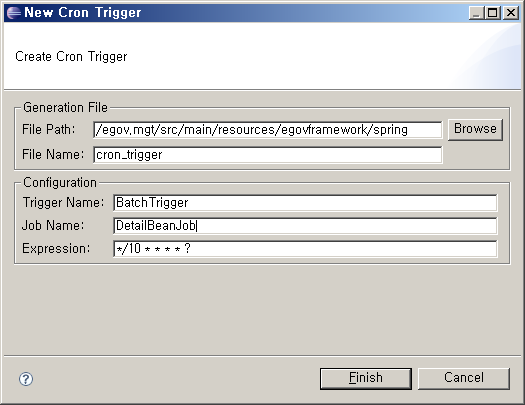 New Cron Trigger
Create Cron Trigger
Generation File
File Path: /egov.mgt/src/main/resources/egovframework/spring Browse
File Name: cron_trigger
Configuration
Trigger Name: BatchTrigger
Job Name: DetailBeanJob
Expression: */10 * * * * ?
? Finish Cancel